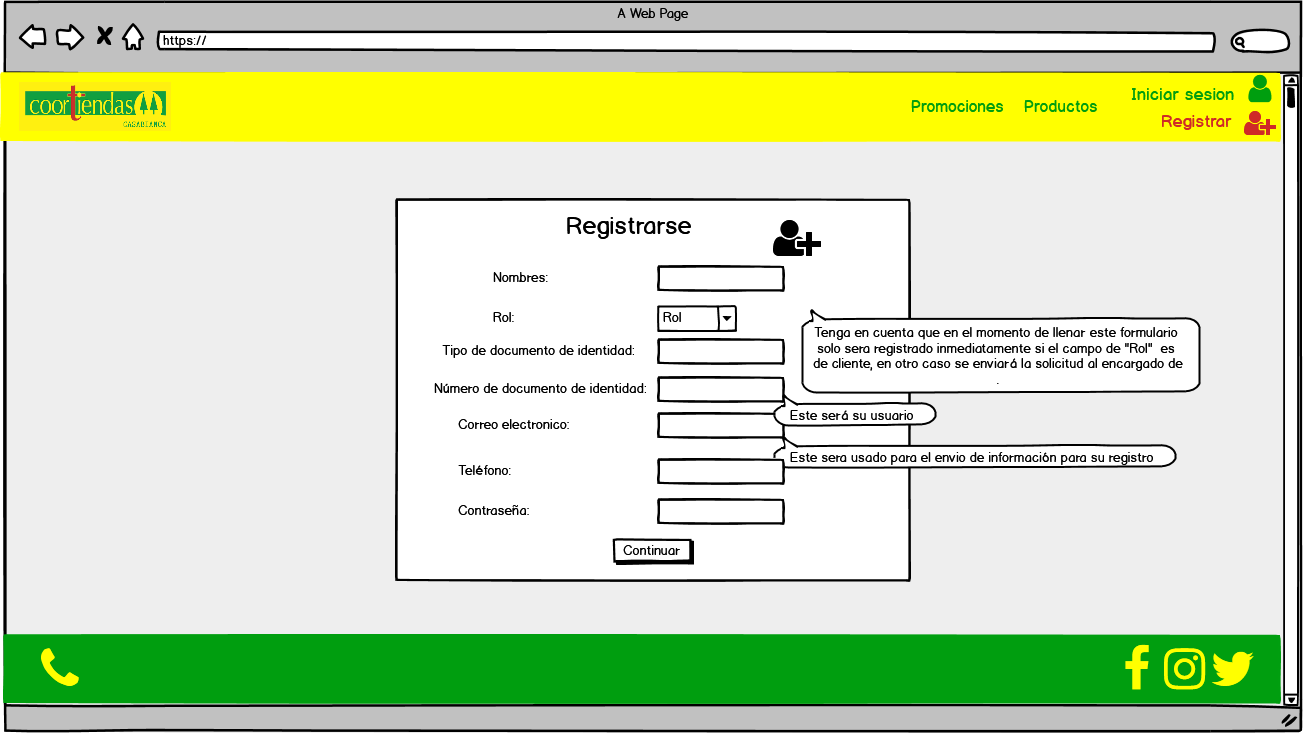 A Web Page
https://
coortiendas
CASABLANCA
Promociones
Productos
Iniciar sesion
Registrar
Registrarse
Nombres:
Rol:
Rol
Tipo de documento de identidad:
Tenga en cuenta que en el momento de llenar este formulario
solo sera registrado inmediatamente si el campo de "Rol" es
de cliente, en otro caso se enviará la solicitud al encargado de
.
Número de documento de identidad:
Este será su usuario
Correo electronico:
Este sera usado para el envio de información para su registro
Teléfono:
Contraseña:
Continuar